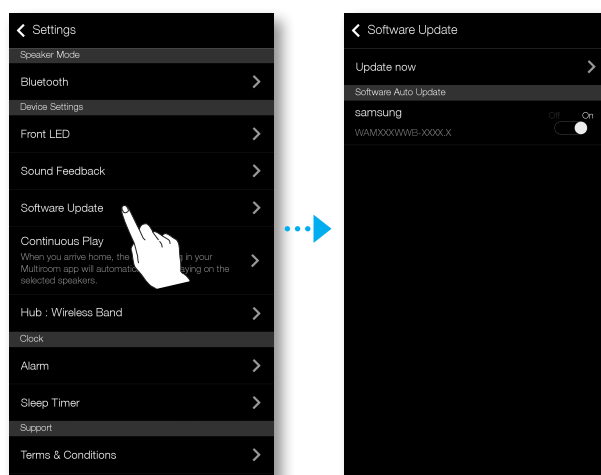 Settings
Speaker Mode
Bluetooth
Device Settings
Front LED
Sound Feedback
Software Update
Continuous Play
When you arrive home, the in your
Multiroom app will on the
selected speakers.
Hub : Wireless Band
Clock
Alarm
Sleep Timer
Support
Terms & Conditions
Software Update
Update now
Software Auto Update
samsung
Off On
WAMXXXWWB-XXXX.X